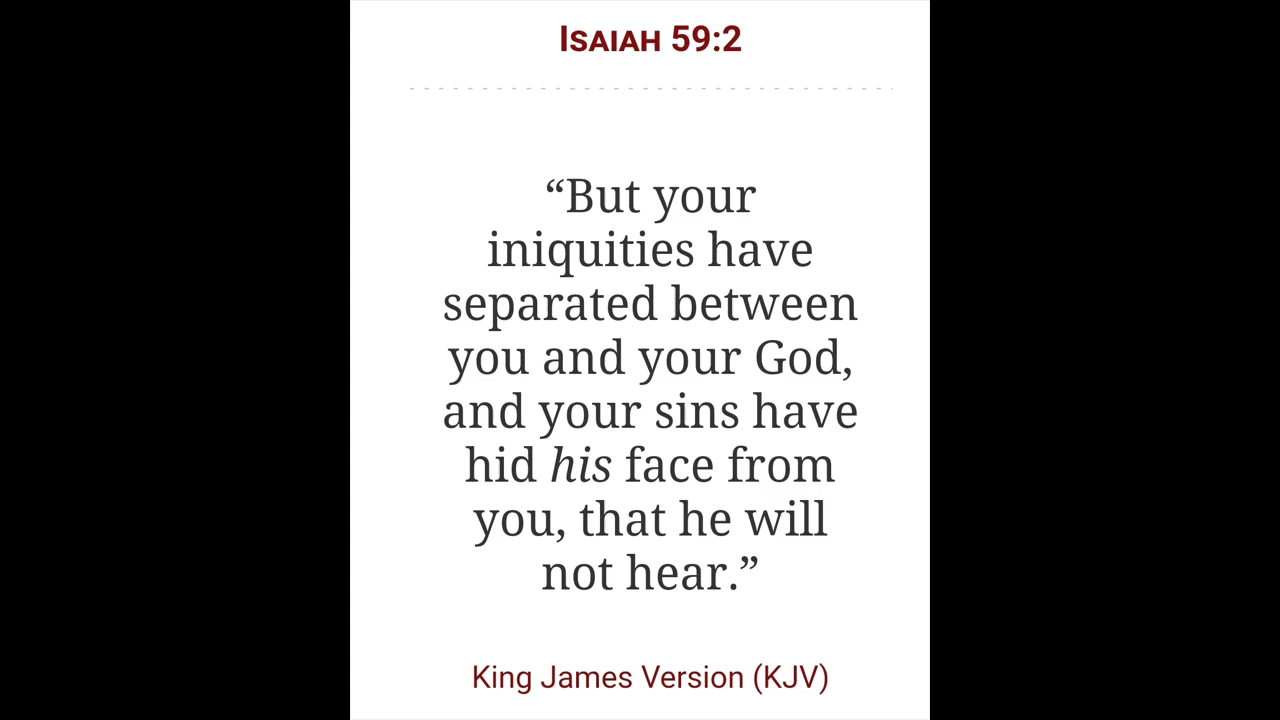 Isaiah 59:2
“But your
iniquities have
separated between
you and your God,
and your sins have
hid his face from
you, that he will
not hear.”
King James Version (KJV)